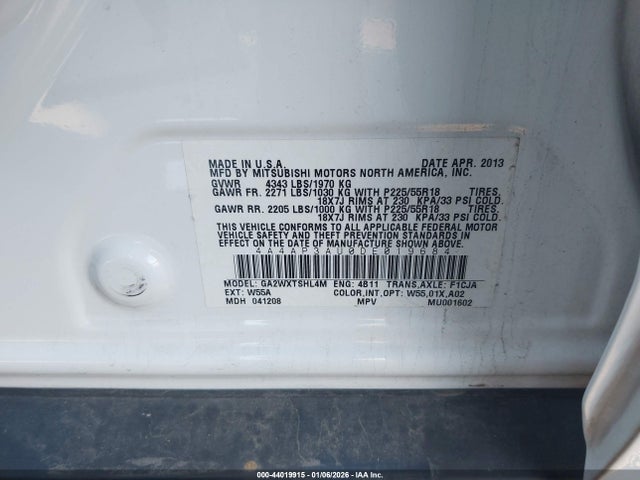 MADE IN U.S.A. DATE APR. 2013
MFD BY MITSUBISHI MOTORS NORTH AMERICA, INC.
GVWR 4343 LBS/1970 KG
GAWR FR. 2271 LBS/1030 KG WITH P225/55R18 TIRES,
18X7J RIMS AT 230 KPA/33 PSI COLD.
GAWR RR. 2205 LBS/1000 KG WITH P225/55R18 TIRES,
18X7J RIMS AT 230 KPA/33 PSI COLD.
THIS VEHICLE CONFORMS TO ALL APPLICABLE FEDERAL MOTOR
VEHICLE SAFETY AND THEFT PREVENTION STANDARDS IN
EFFECT ON THE DATE OF MANUFACTURE SHOWN ABOVE.
4A4AP3AU0DE019684
MODEL: GA2WXTSHL4M ENG: 4B11 TRANS,AXLE: F1CJA
EXT: W55A COLOR,INT,OPT: W55,01X,A02
MDH 041208 MPV MU001602
000-44019915 - 01/06/2026 - IAA Inc.